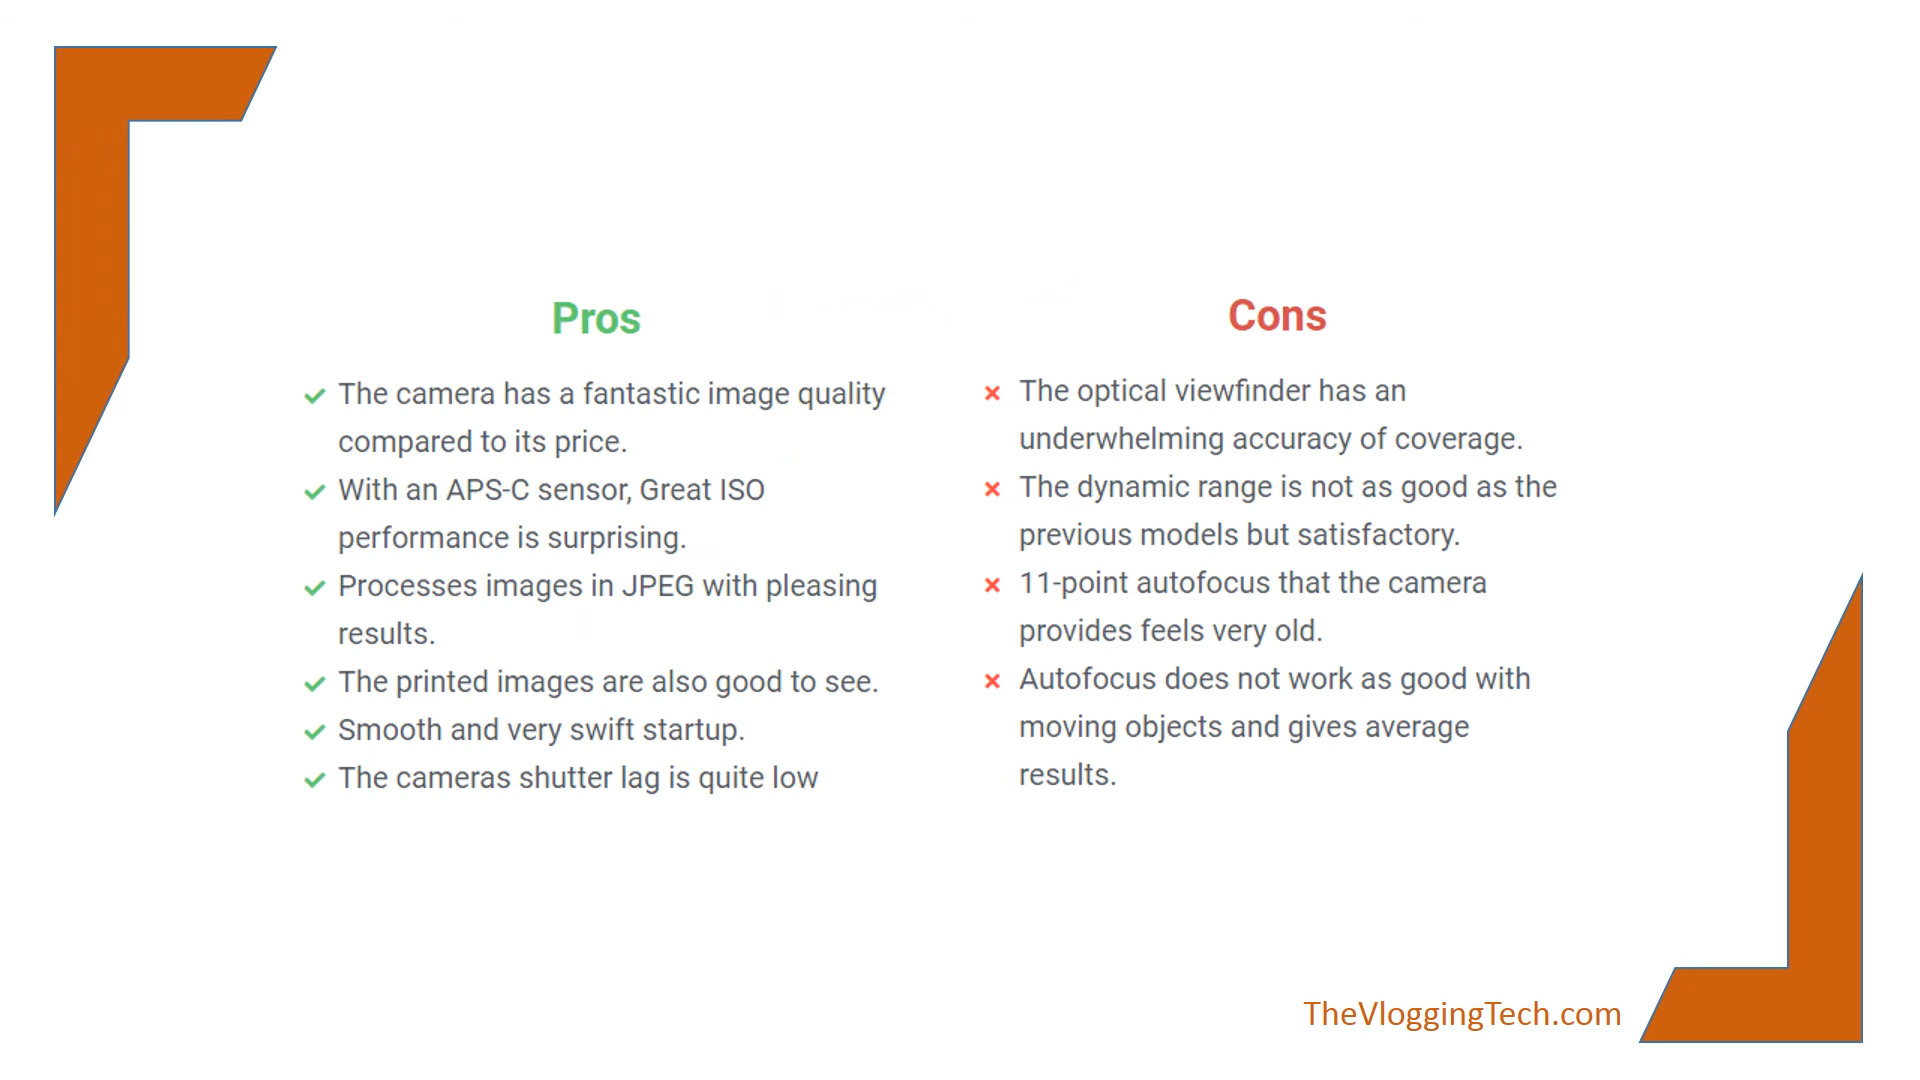 Pros
The camera has a fantastic image quality
compared to its price.
With an APS-C sensor, Great ISO
performance is surprising.
Processes images in JPEG with pleasing
results.
The printed images are also good to see.
Smooth and very swift startup.
The cameras shutter lag is quite low
Cons
The optical viewfinder has an
underwhelming accuracy of coverage.
The dynamic range is not as good as the
previous models but satisfactory.
11-point autofocus that the camera
provides feels very old.
Autofocus does not work as good with
moving objects and gives average
results.
TheVloggingTech.com